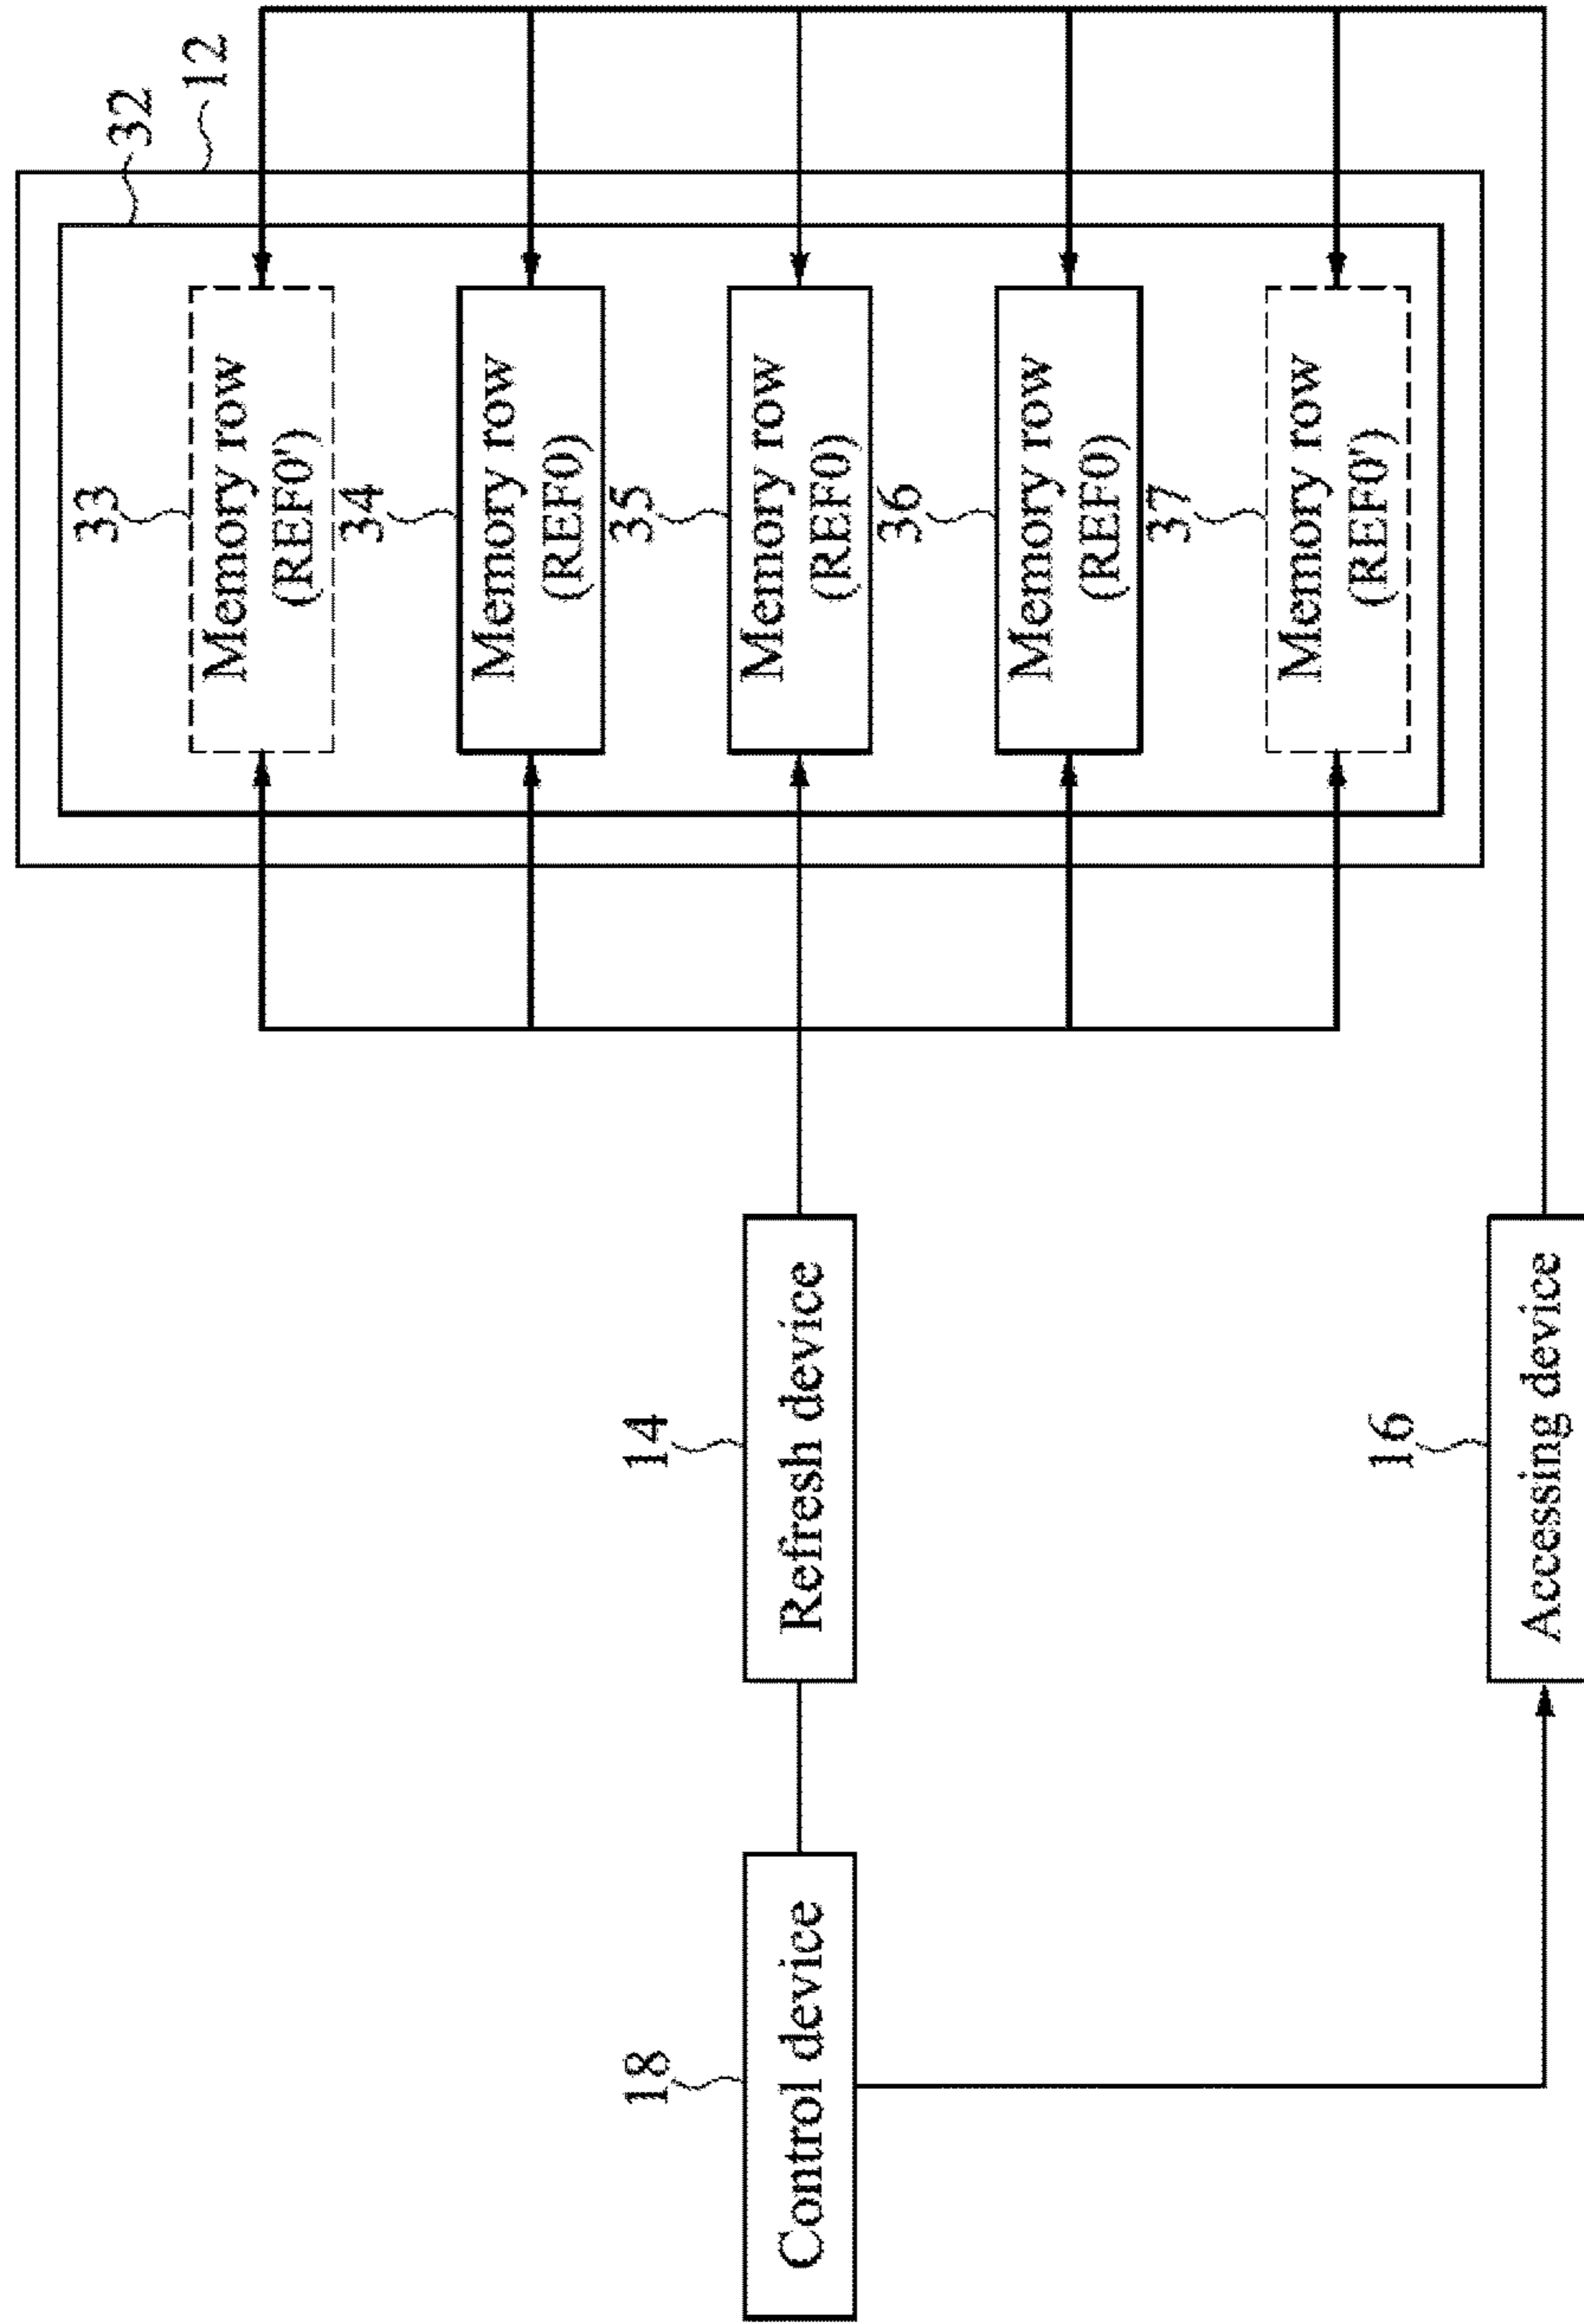 12
32
33
Memory row
(REF0')
34
Memory row
(REF0)
35
Memory row
(REF0)
36
Memory row
(REF0)
37
Memory row
(REF0')
18
Control device
14
Refresh device
16
Accessing device